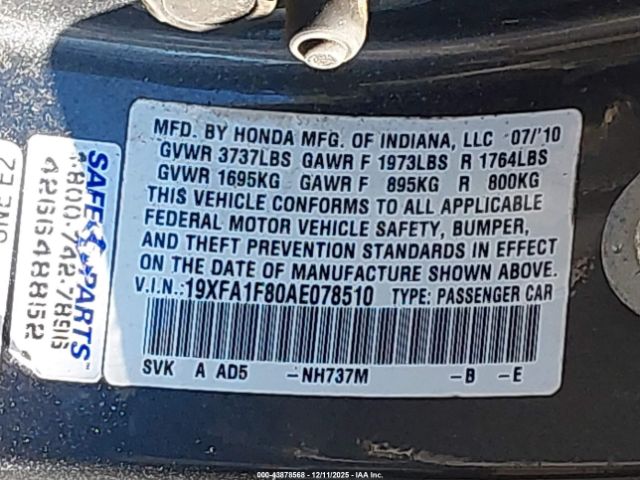 MFD. BY HONDA MFG. OF INDIANA, LLC 07/'10
GVWR 3737LBS GAWR F 1973LBS R 1764LBS
GVWR 1695KG GAWR F 895KG R 800KG
THIS VEHICLE CONFORMS TO ALL APPLICABLE
FEDERAL MOTOR VEHICLE SAFETY, BUMPER,
AND THEFT PREVENTION STANDARDS IN EFFECT
ON THE DATE OF MANUFACTURE SHOWN ABOVE.
V.I.N.:19XFA1F80AE078510 TYPE: PASSENGER CAR
SVK A AD5 -NH737M -B -E
PARTS
4266488152
000-43878568 - 12/11/2025 - IAAI, Inc.